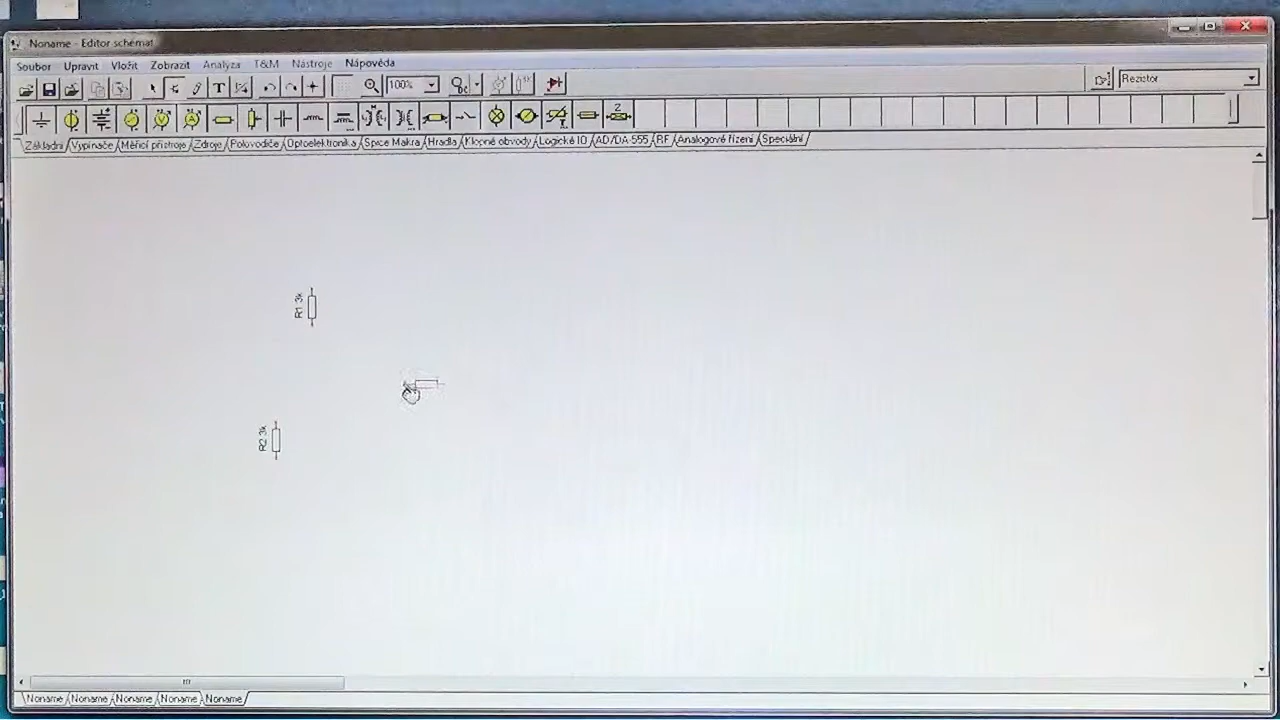 Noname - Editor schémat
Soubor Upravit Vložit Zobrazit Analýza T&M Nástroje Nápověda
T 100% Rezistor
V A Z
Základní Vypínače Měřicí přístroje Zdroje Polovodiče Optoelektronika Spice Makra Hradla Klopné obvody Logické IO AD/DA-555 RF Analogové řízení Speciální
R1 3k
R2 3k
Noname Noname Noname Noname Noname